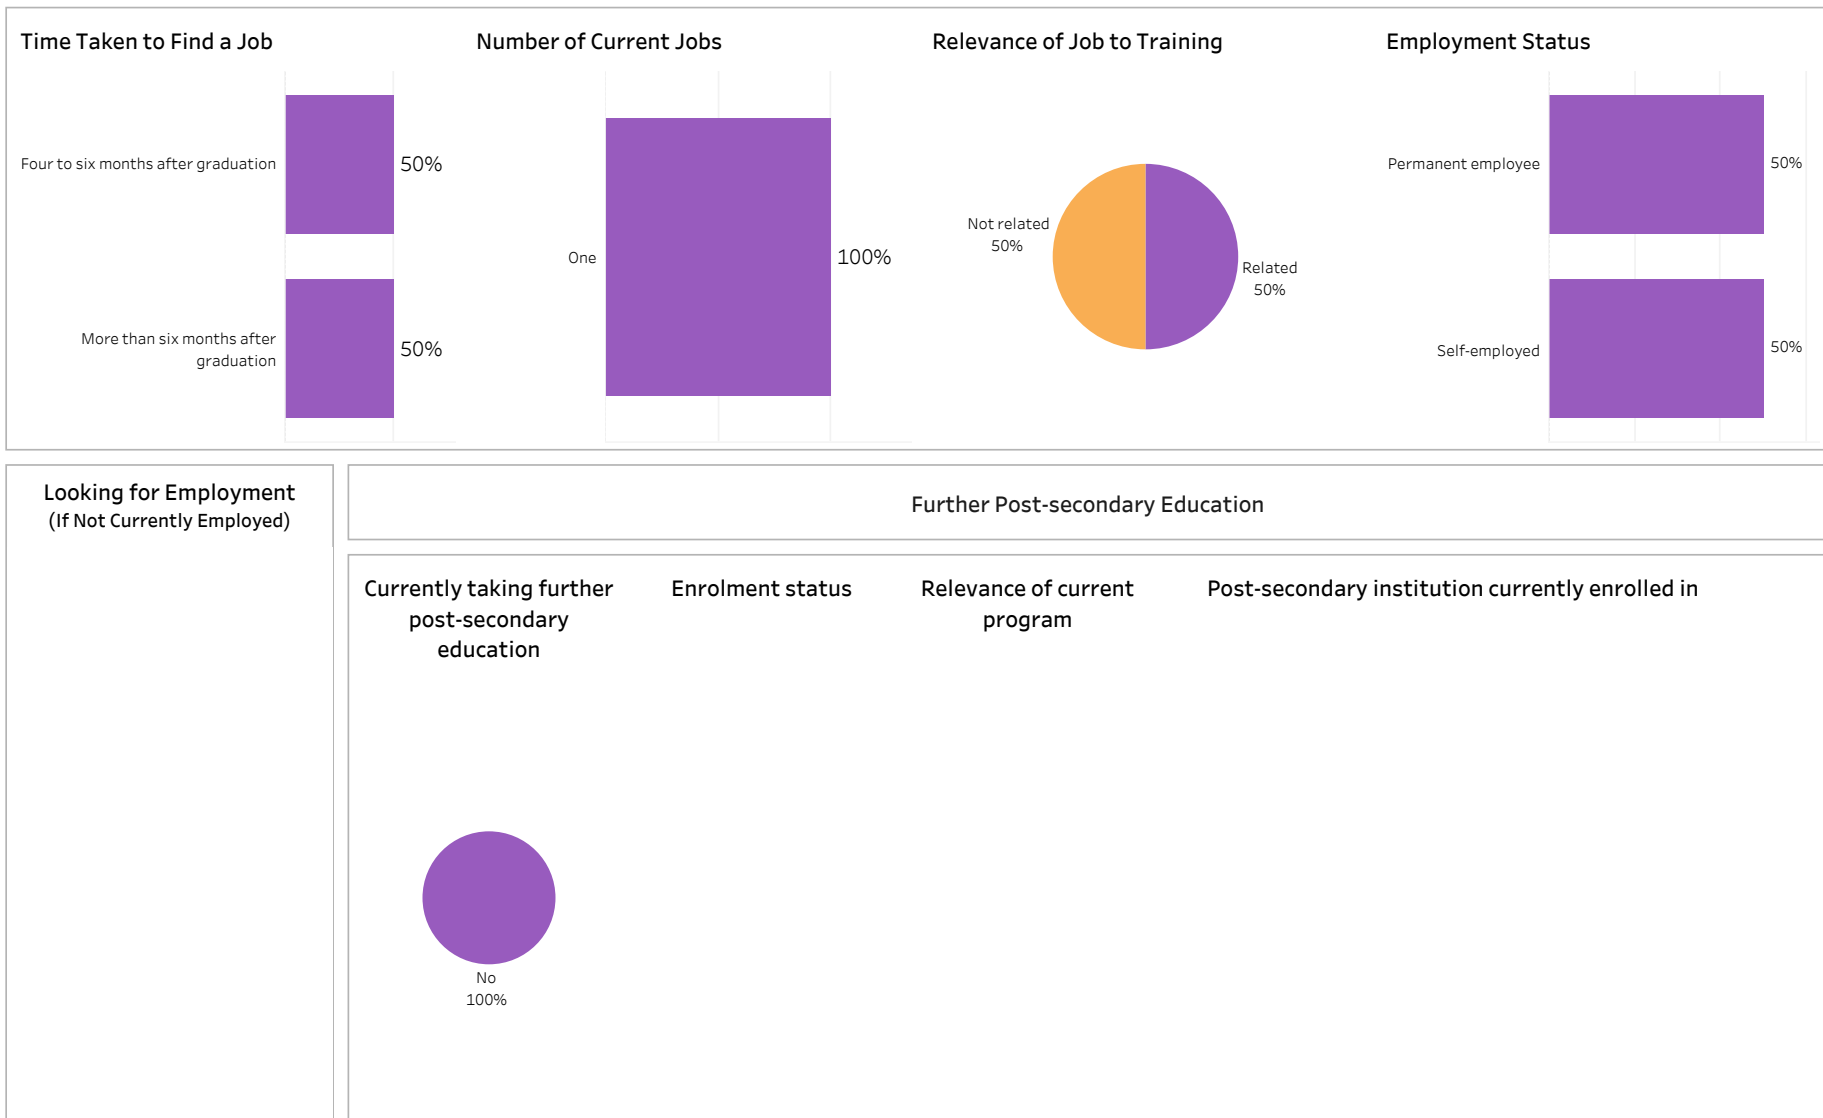 Time Taken to Find a Job
Four to six months after graduation
50%
More than six months after
graduation
50%
Number of Current Jobs
One
100%
Relevance of Job to Training
Not related
50%
Related
50%
Employment Status
Permanent employee
50%
Self-employed
50%
Looking for Employment
(If Not Currently Employed)
Further Post-secondary Education
Currently taking further
post-secondary
education
No
100%
Enrolment status
Relevance of current
program
Post-secondary institution currently enrolled in